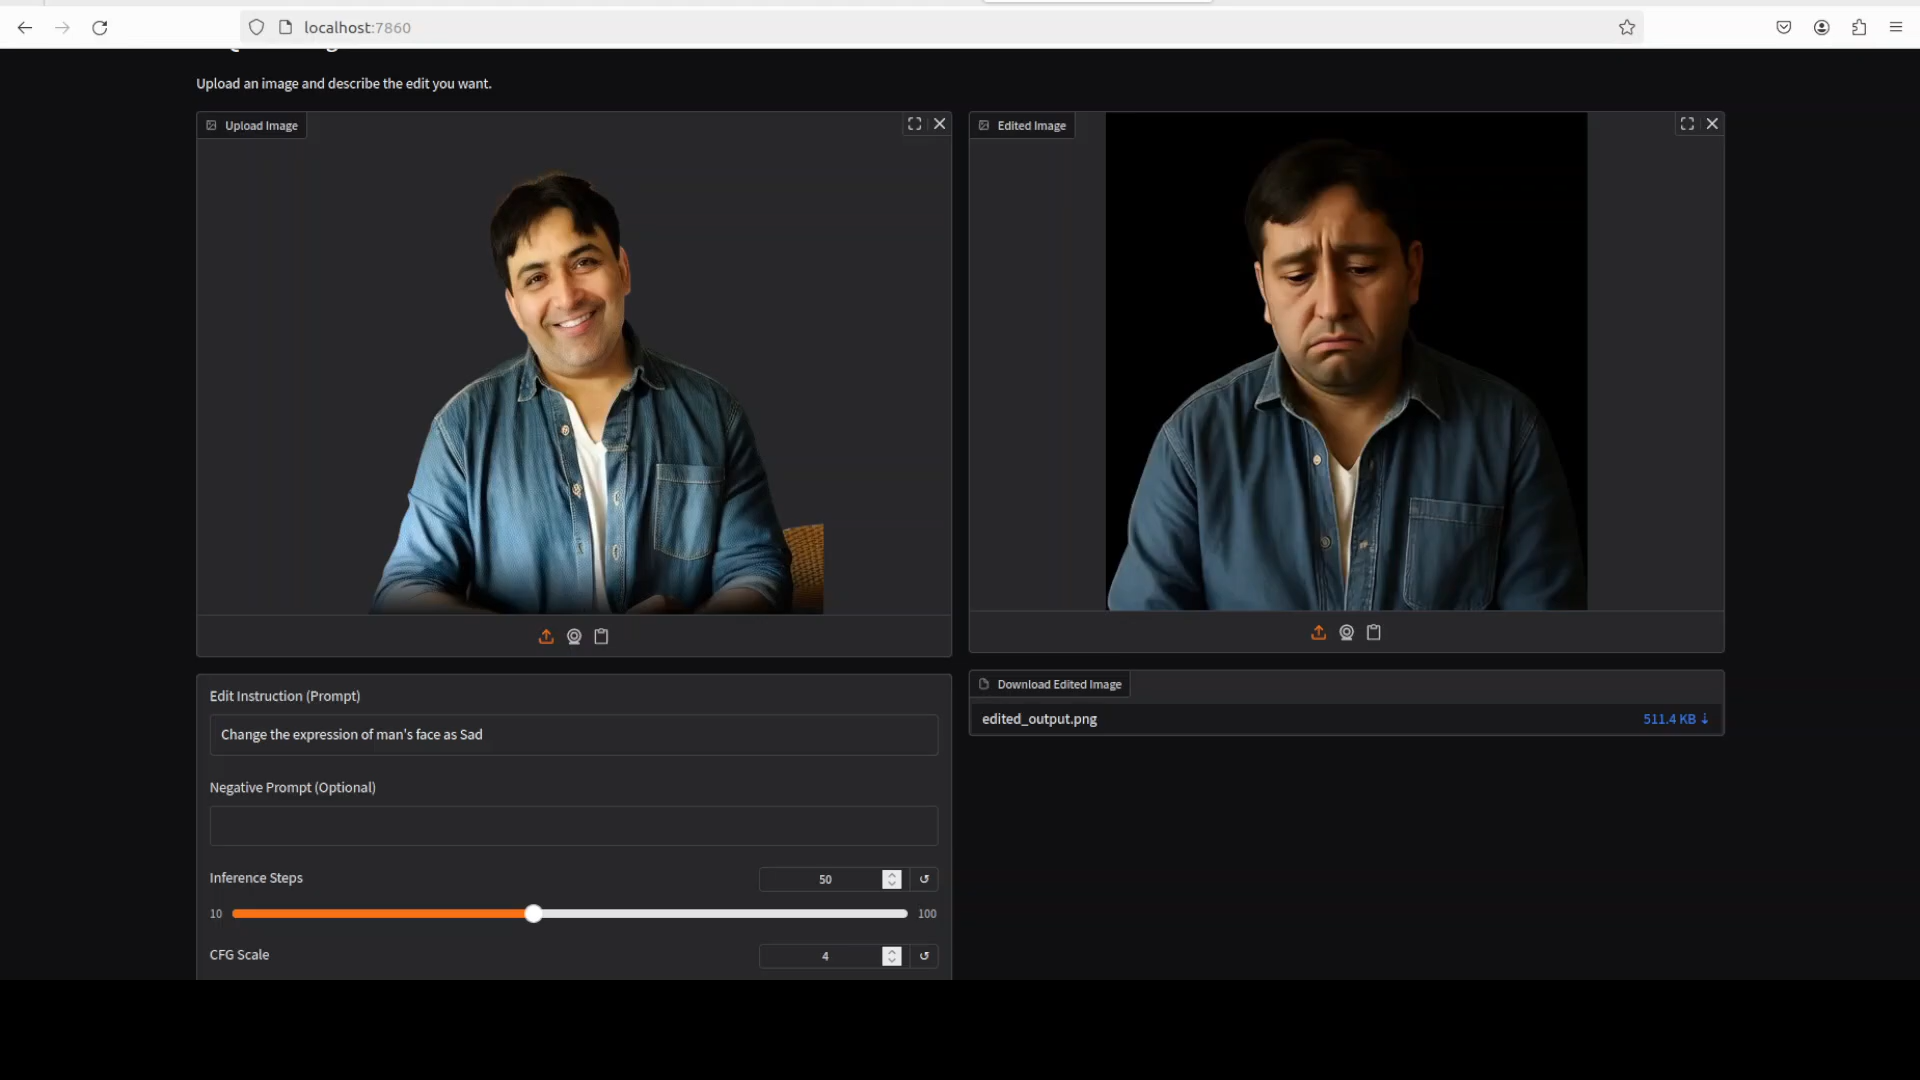 localhost:7860
Upload an image and describe the edit you want.
Upload Image
Edited Image
Edit Instruction (Prompt)
Change the expression of man's face as Sad
Negative Prompt (Optional)
Inference Steps
50
10
100
CFG Scale
4
Download Edited Image
edited_output.png
511.4 KB ↓